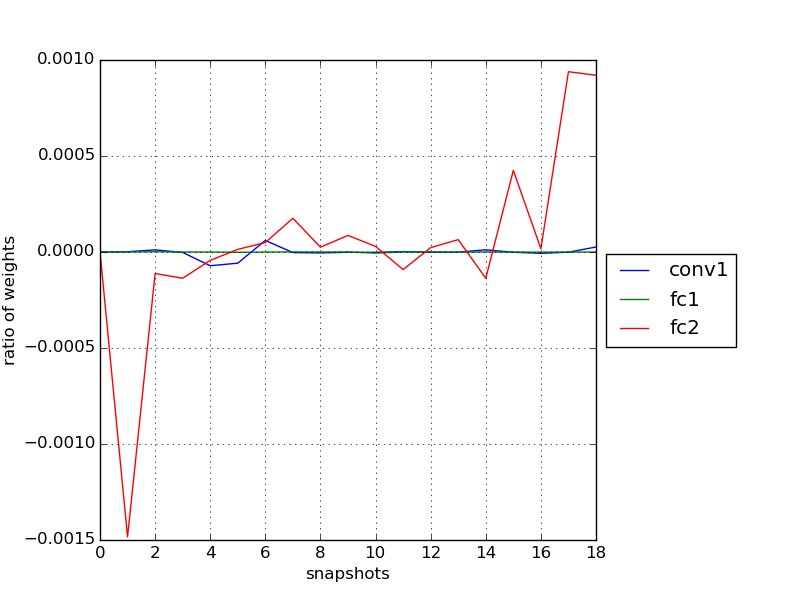 0.0010
0.0005
0.0000
−0.0005
−0.0010
−0.0015
ratio of weights
0 2 4 6 8 10 12 14 16 18
snapshots
conv1
fc1
fc2